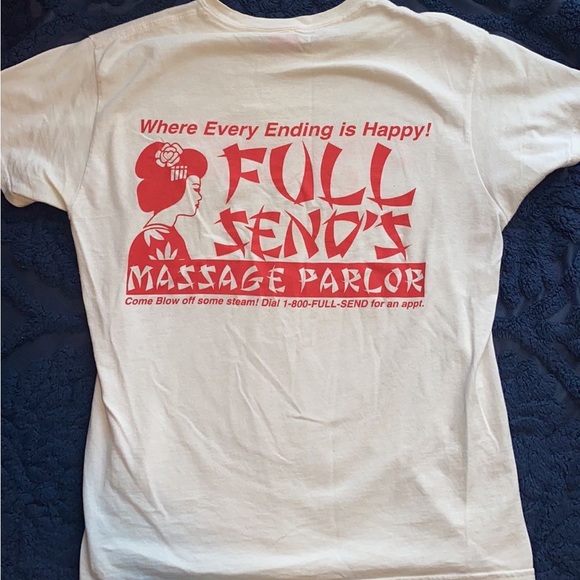 Where Every Ending is Happy!
FULL
SEND'S
MASSAGE PARLOR
Come Blow off some steam! Dial 1-800-FULL-SEND for an appt.